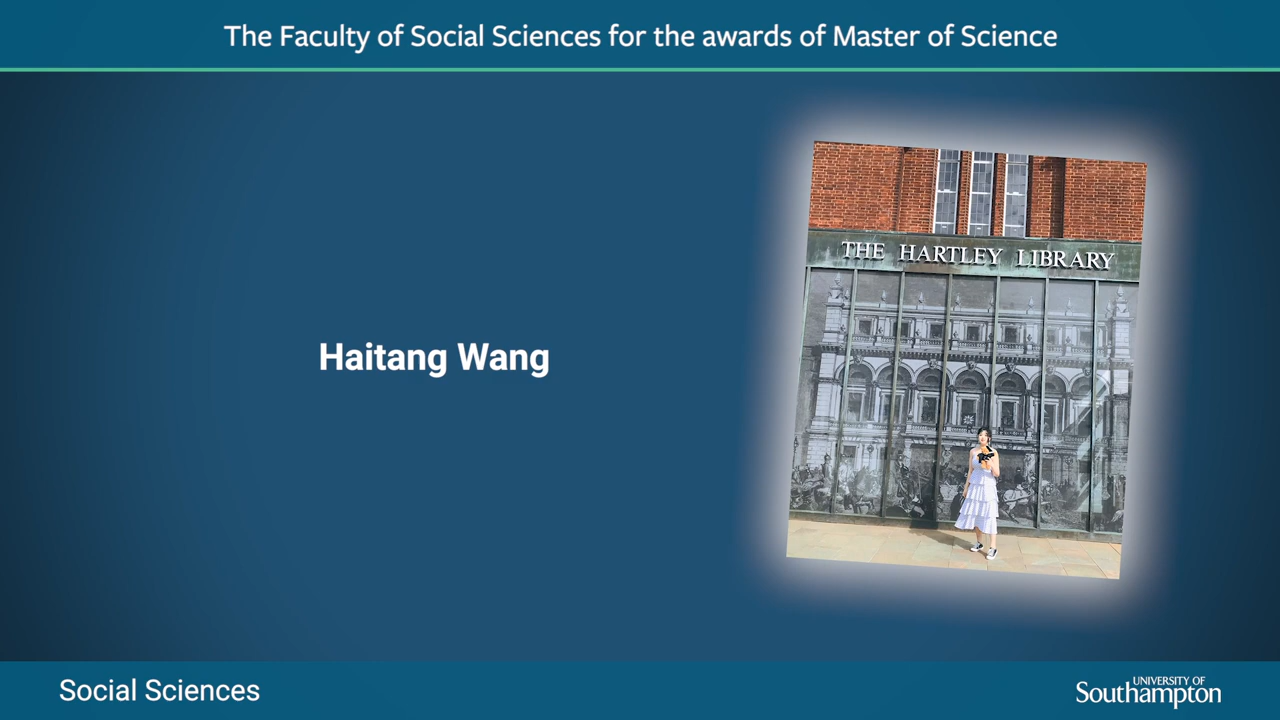 The Faculty of Social Sciences for the awards of Master of Science
THE HARTLEY LIBRARY
Haitang Wang
Social Sciences
UNIVERSITY OF
Southampton